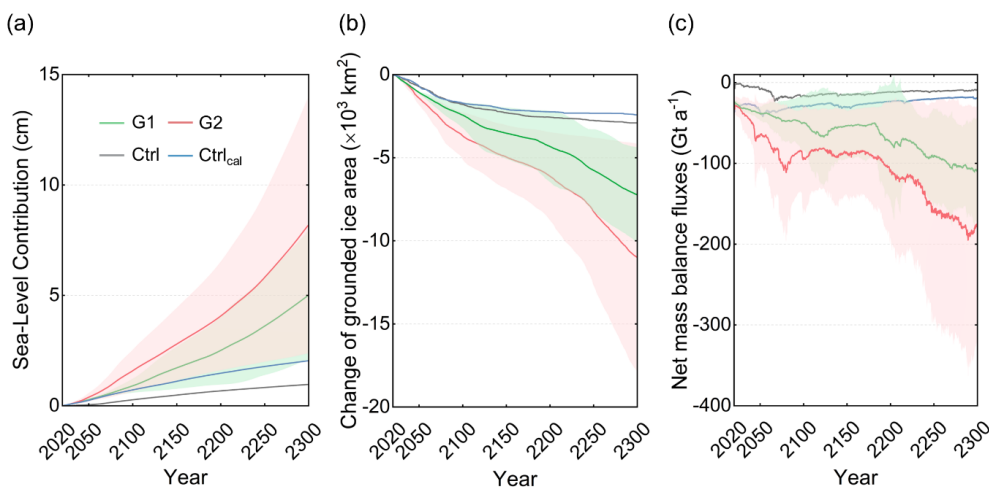 (a)
15
10
5
0
Sea-Level Contribution (cm)
G1
G2
Ctrl
Ctrlcal
2020
2050
2100
2150
2200
2250
2300
Year
(b)
0
−5
−10
−15
−20
Change of grounded ice area (×10³ km²)
2020
2050
2100
2150
2200
2250
2300
Year
(c)
0
−100
−200
−300
−400
Net mass balance fluxes (Gt a⁻¹)
2020
2050
2100
2150
2200
2250
2300
Year